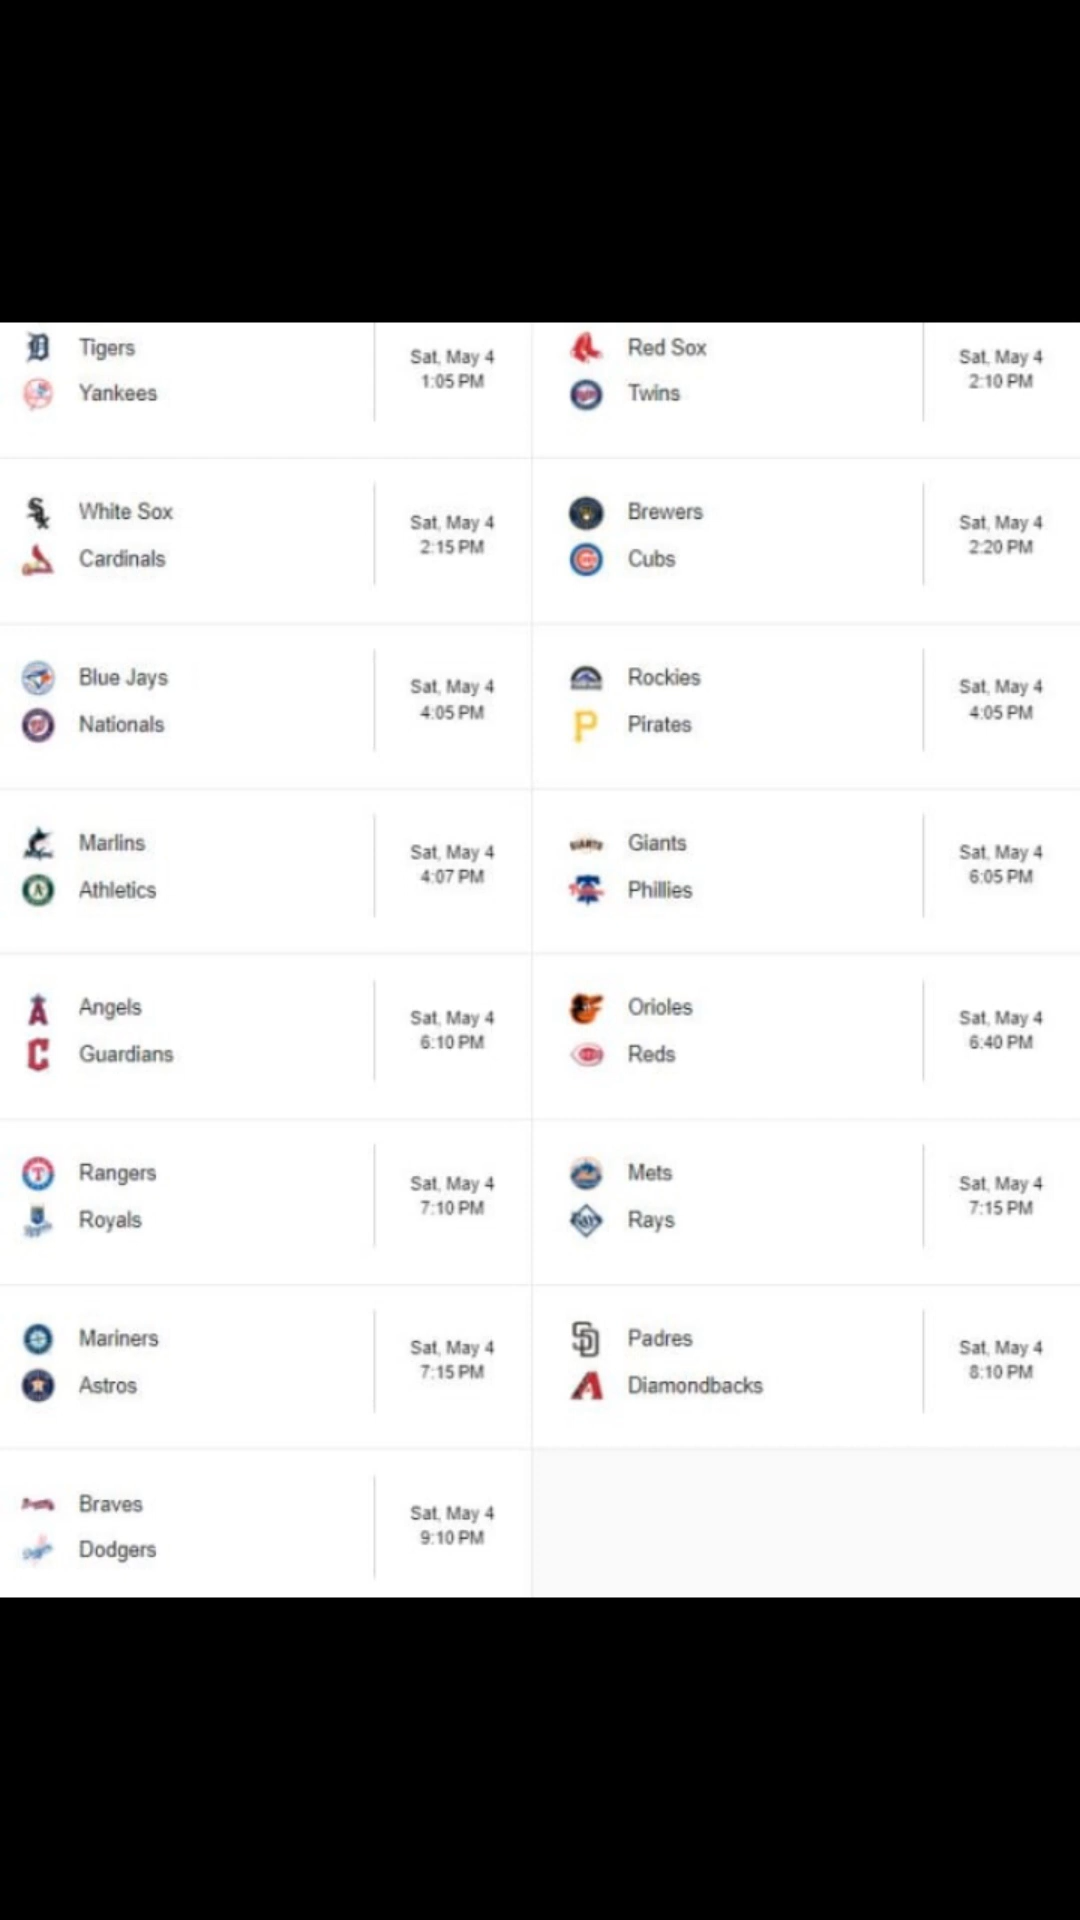 Tigers
Yankees
Sat, May 4
1:05 PM
Red Sox
Twins
Sat, May 4
2:10 PM
White Sox
Cardinals
Sat, May 4
2:15 PM
Brewers
Cubs
Sat, May 4
2:20 PM
Blue Jays
Nationals
Sat, May 4
4:05 PM
Rockies
Pirates
Sat, May 4
4:05 PM
Marlins
Athletics
Sat, May 4
4:07 PM
Giants
Phillies
Sat, May 4
6:05 PM
Angels
Guardians
Sat, May 4
6:10 PM
Orioles
Reds
Sat, May 4
6:40 PM
Rangers
Royals
Sat, May 4
7:10 PM
Mets
Rays
Sat, May 4
7:15 PM
Mariners
Astros
Sat, May 4
7:15 PM
Padres
Diamondbacks
Sat, May 4
8:10 PM
Braves
Dodgers
Sat, May 4
9:10 PM